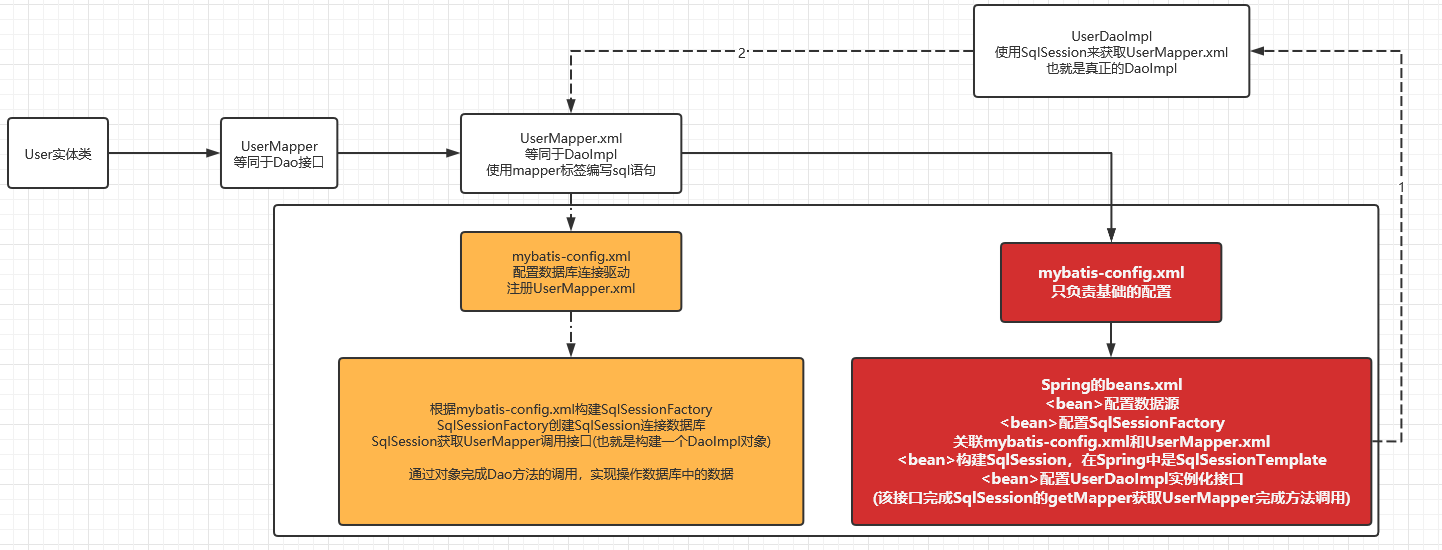 UserDaoImpl
使用SqlSession来获取UserMapper.xml
也就是真正的DaoImpl
2
1
User实体类
UserMapper
等同于Dao接口
UserMapper.xml
等同于DaoImpl
使用mapper标签编写sql语句
mybatis-config.xml
配置数据库连接驱动
注册UserMapper.xml
mybatis-config.xml
只负责基础的配置
根据mybatis-config.xml构建SqlSessionFactory
SqlSessionFactory创建SqlSession连接数据库
SqlSession获取UserMapper调用接口(也就是构建一个DaoImpl对象)
通过对象完成Dao方法的调用，实现操作数据库中的数据
Spring的beans.xml
<bean>配置数据源
<bean>配置SqlSessionFactory
关联mybatis-config.xml和UserMapper.xml
<bean>构建SqlSession，在Spring中是SqlSessionTemplate
<bean>配置UserDaoImpl实例化接口
(该接口完成SqlSession的getMapper获取UserMapper完成方法调用)